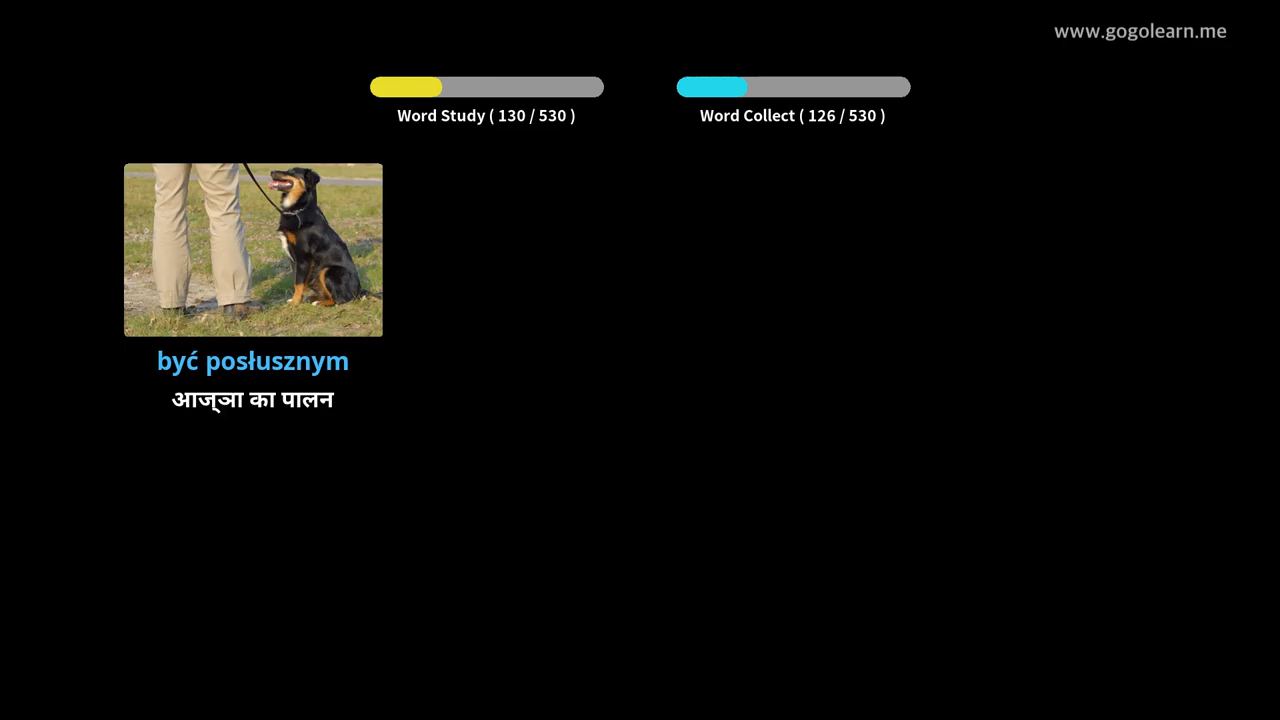 www.gogolearn.me
Word Study ( 130 / 530 )
Word Collect ( 126 / 530 )
być posłusznym
आज्ञा का पालन